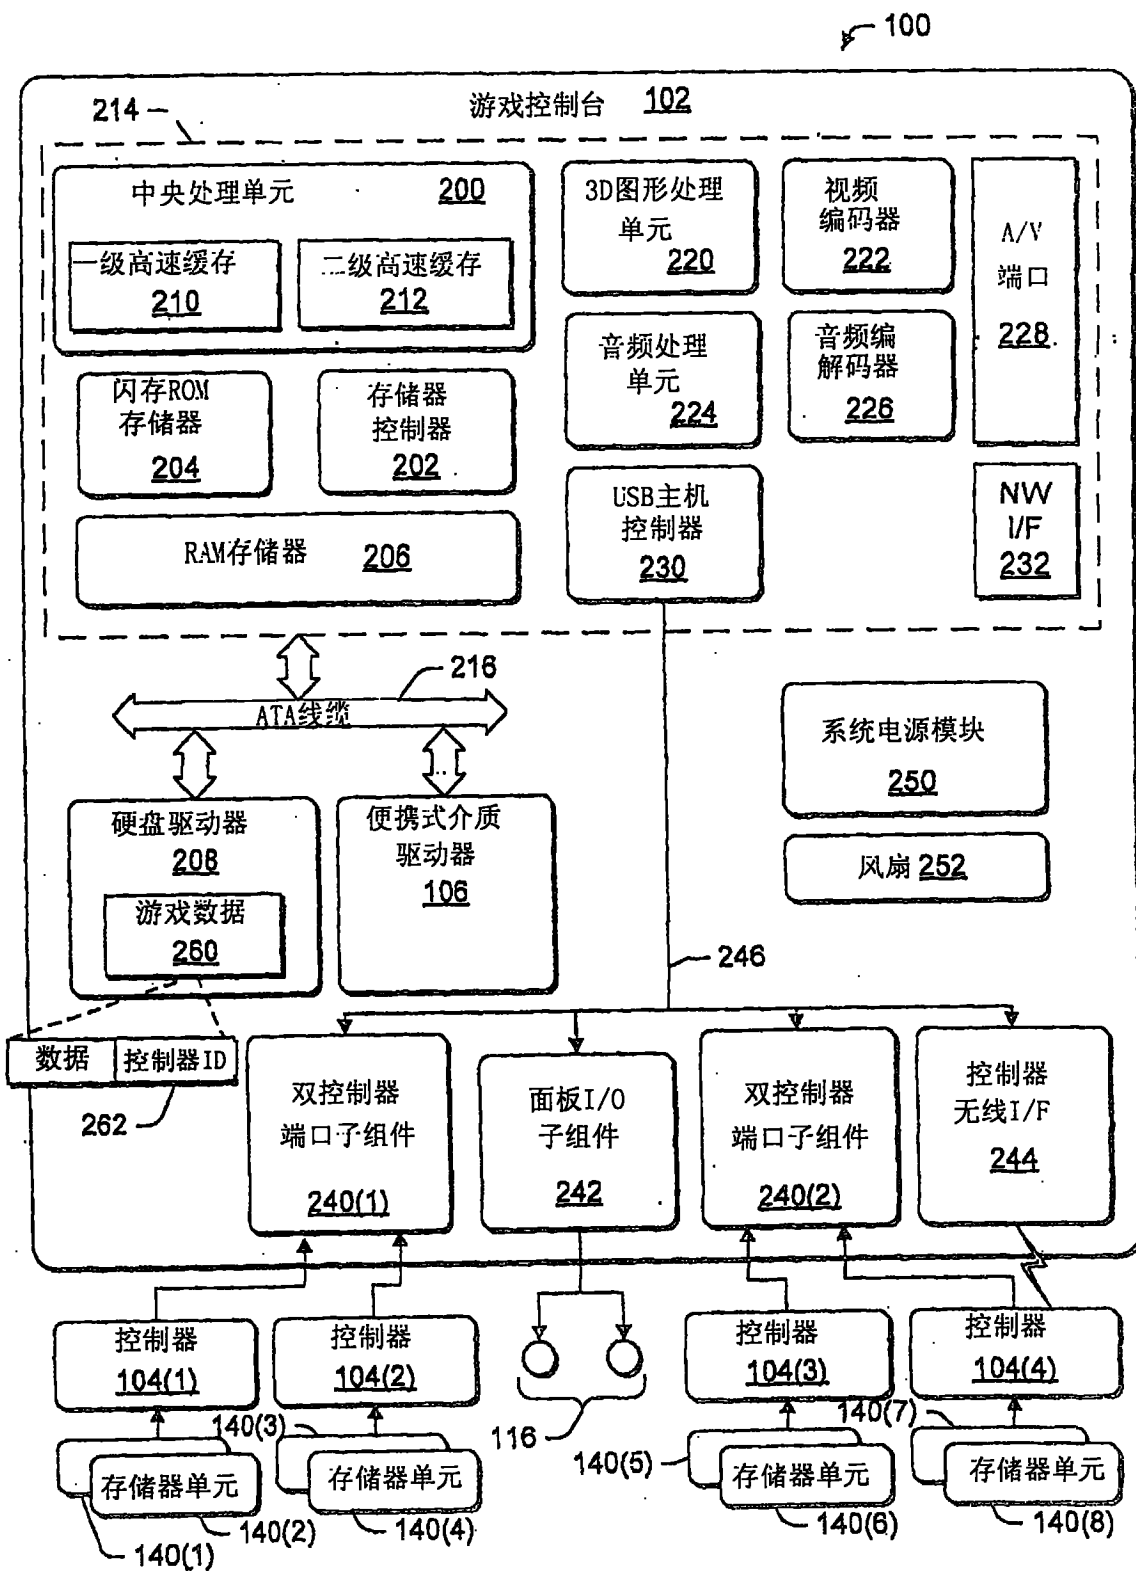 100
游戏控制台 102
214
中央处理单元 200
一级高速缓存
210
二级高速缓存
212
3D图形处理
单元
220
视频
编码器
222
A/V
端口
228
音频处理
单元
224
音频编
解码器
226
闪存ROM
存储器
204
存储器
控制器
202
USB主机
控制器
230
NW
I/F
232
RAM存储器 206
216
ATA线缆
系统电源模块
250
硬盘驱动器
208
游戏数据
260
便携式介质
驱动器
106
风扇 252
246
数据
控制器ID
262
双控制器
端口子组件
240(1)
面板I/O
子组件
242
双控制器
端口子组件
240(2)
控制器
无线I/F
244
控制器
104(1)
控制器
104(2)
控制器
104(3)
控制器
104(4)
116
140(3)
140(7)
140(5)
存储器单元
存储器单元
存储器单元
存储器单元
140(1)
140(2)
140(4)
140(6)
140(8)